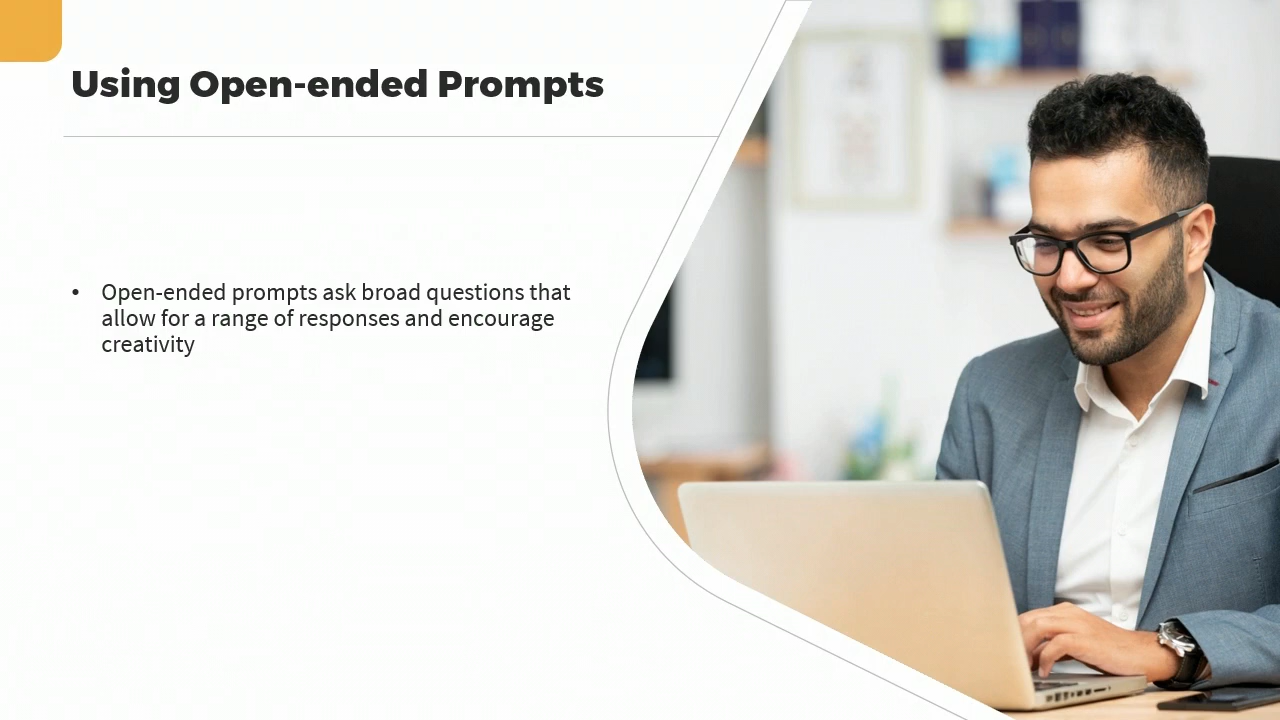 Using Open-ended Prompts
• Open-ended prompts ask broad questions that
allow for a range of responses and encourage
creativity